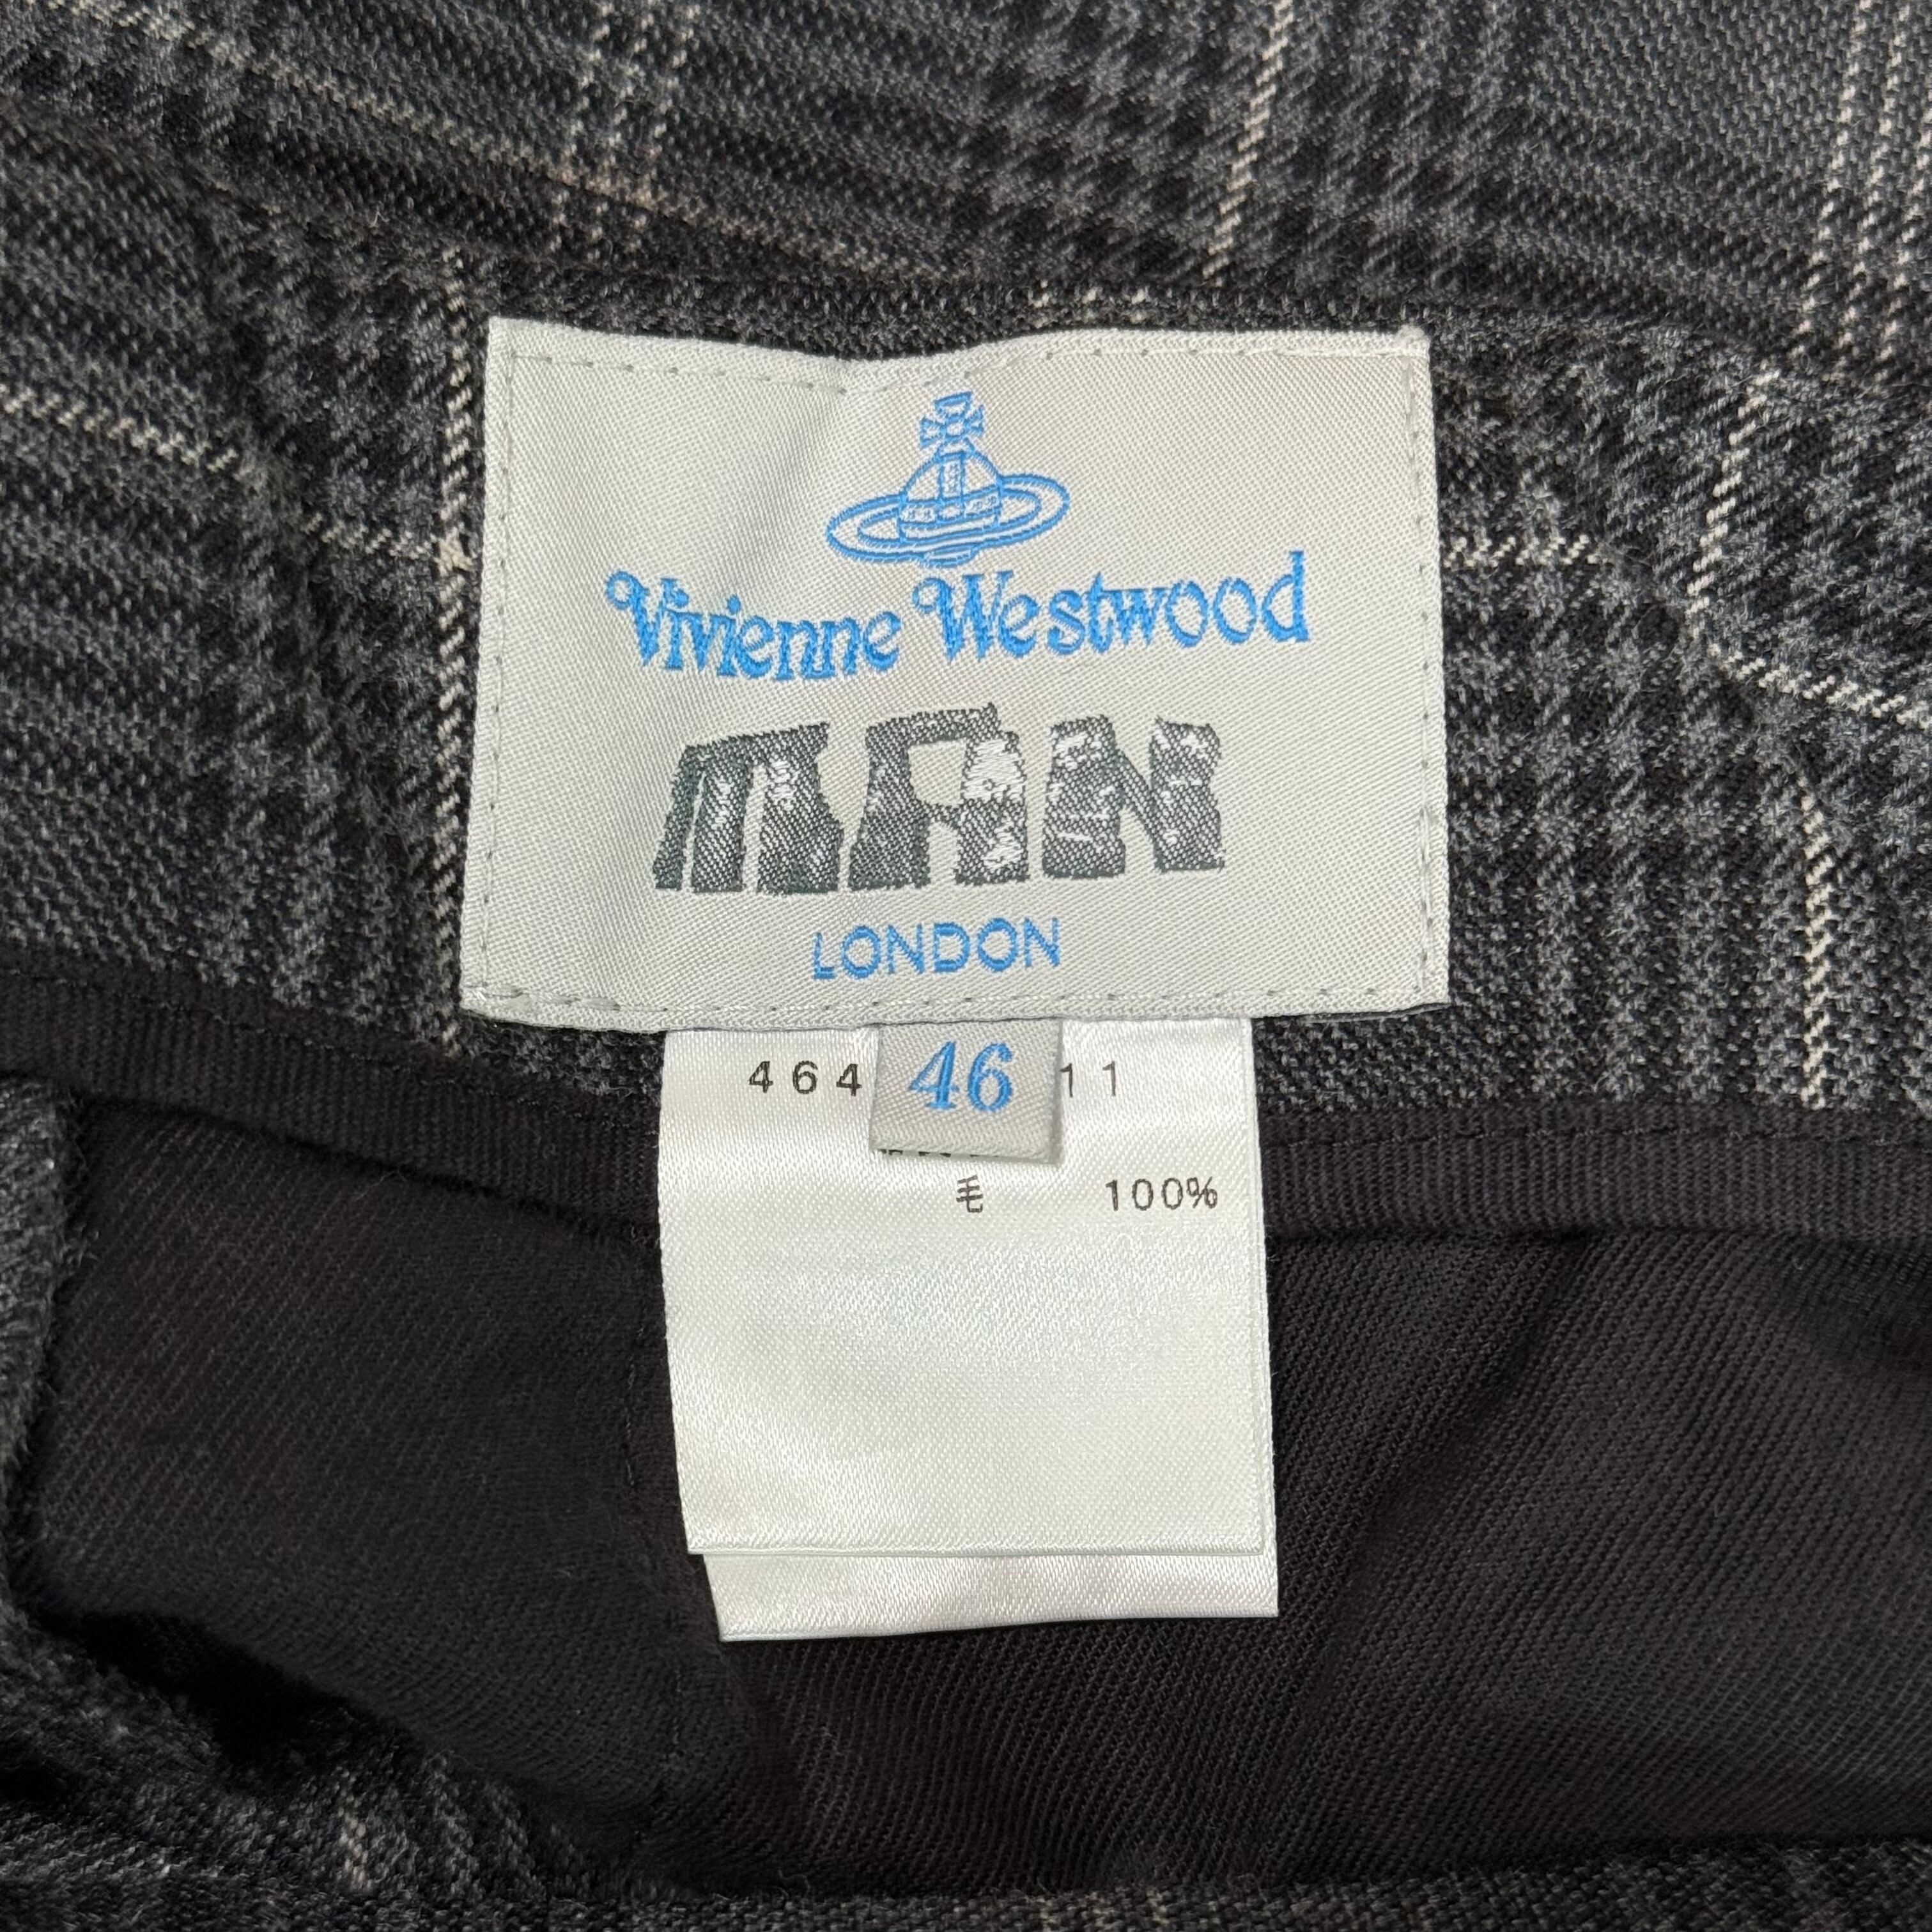 Vivienne Westwood
MAN
LONDON
464 46 11
毛 100%